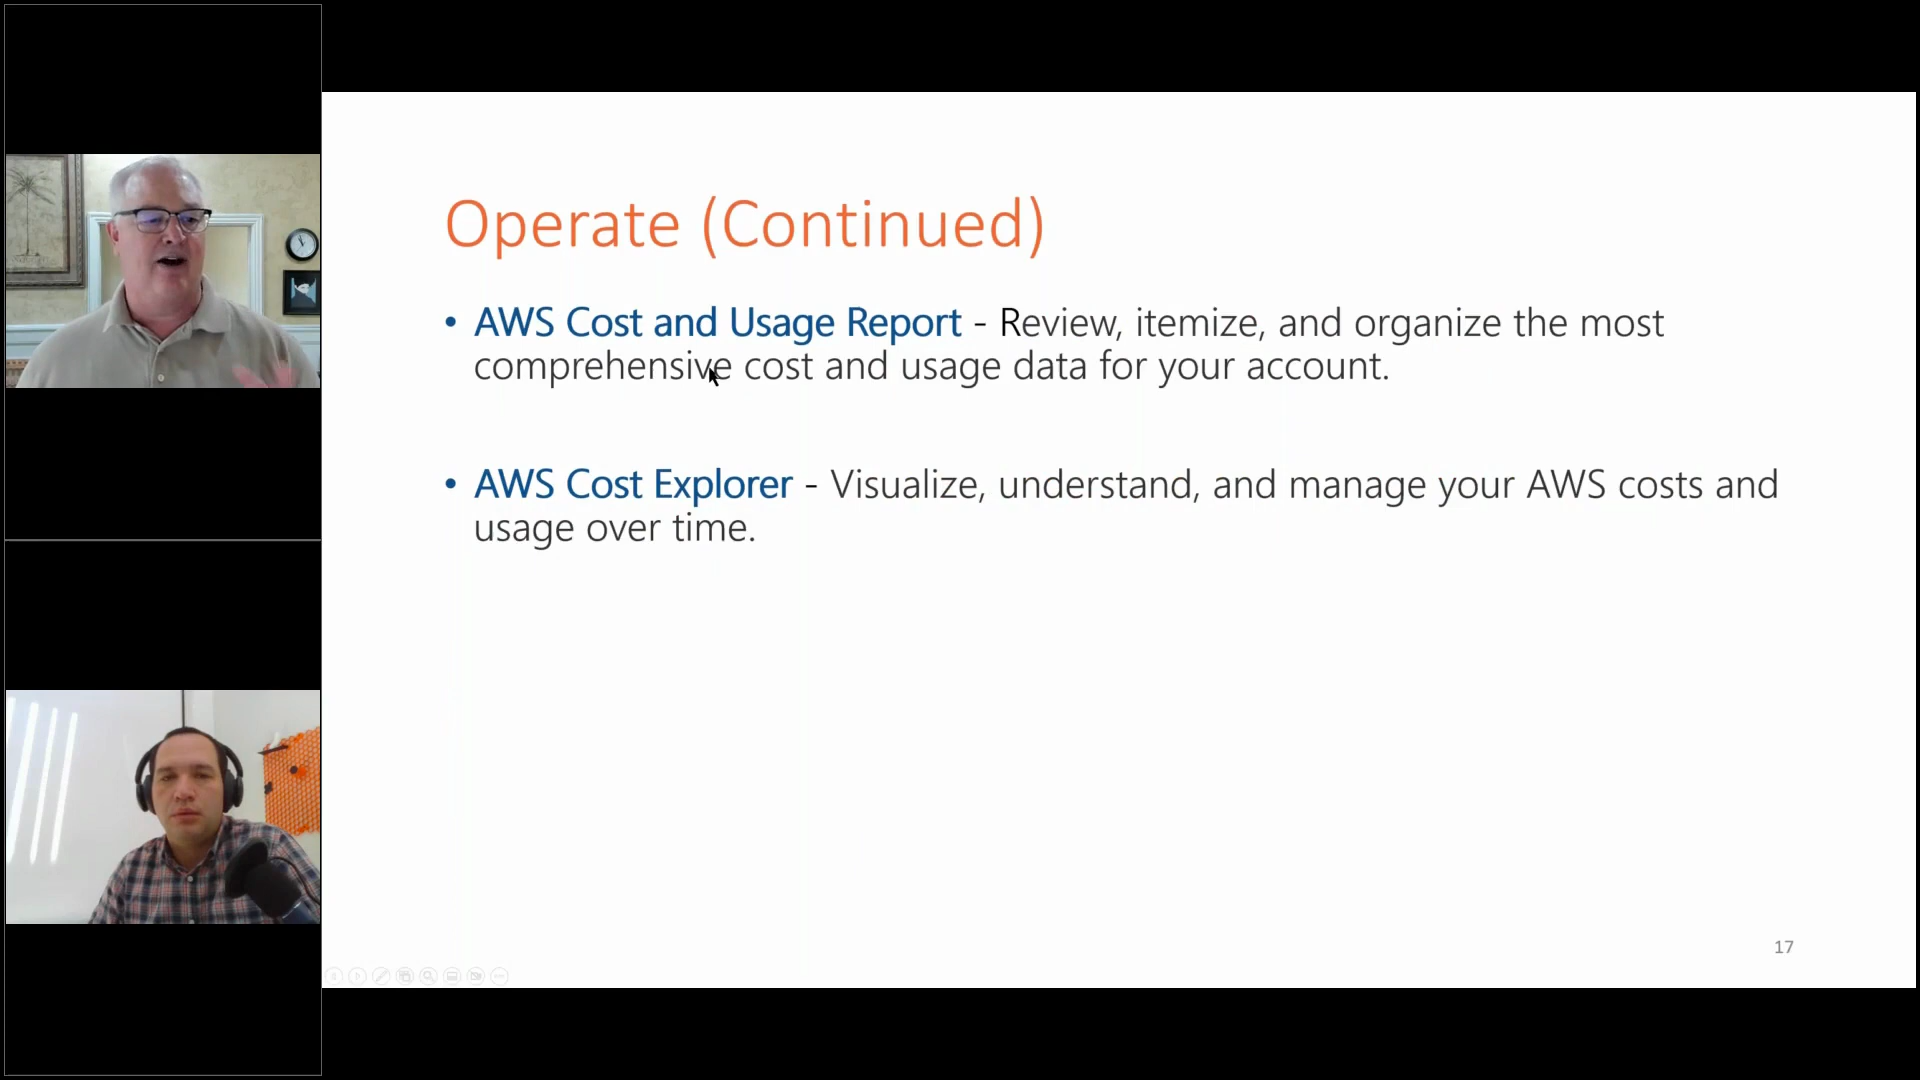 Operate (Continued)
• AWS Cost and Usage Report - Review, itemize, and organize the most
comprehensive cost and usage data for your account.
• AWS Cost Explorer - Visualize, understand, and manage your AWS costs and
usage over time.
17